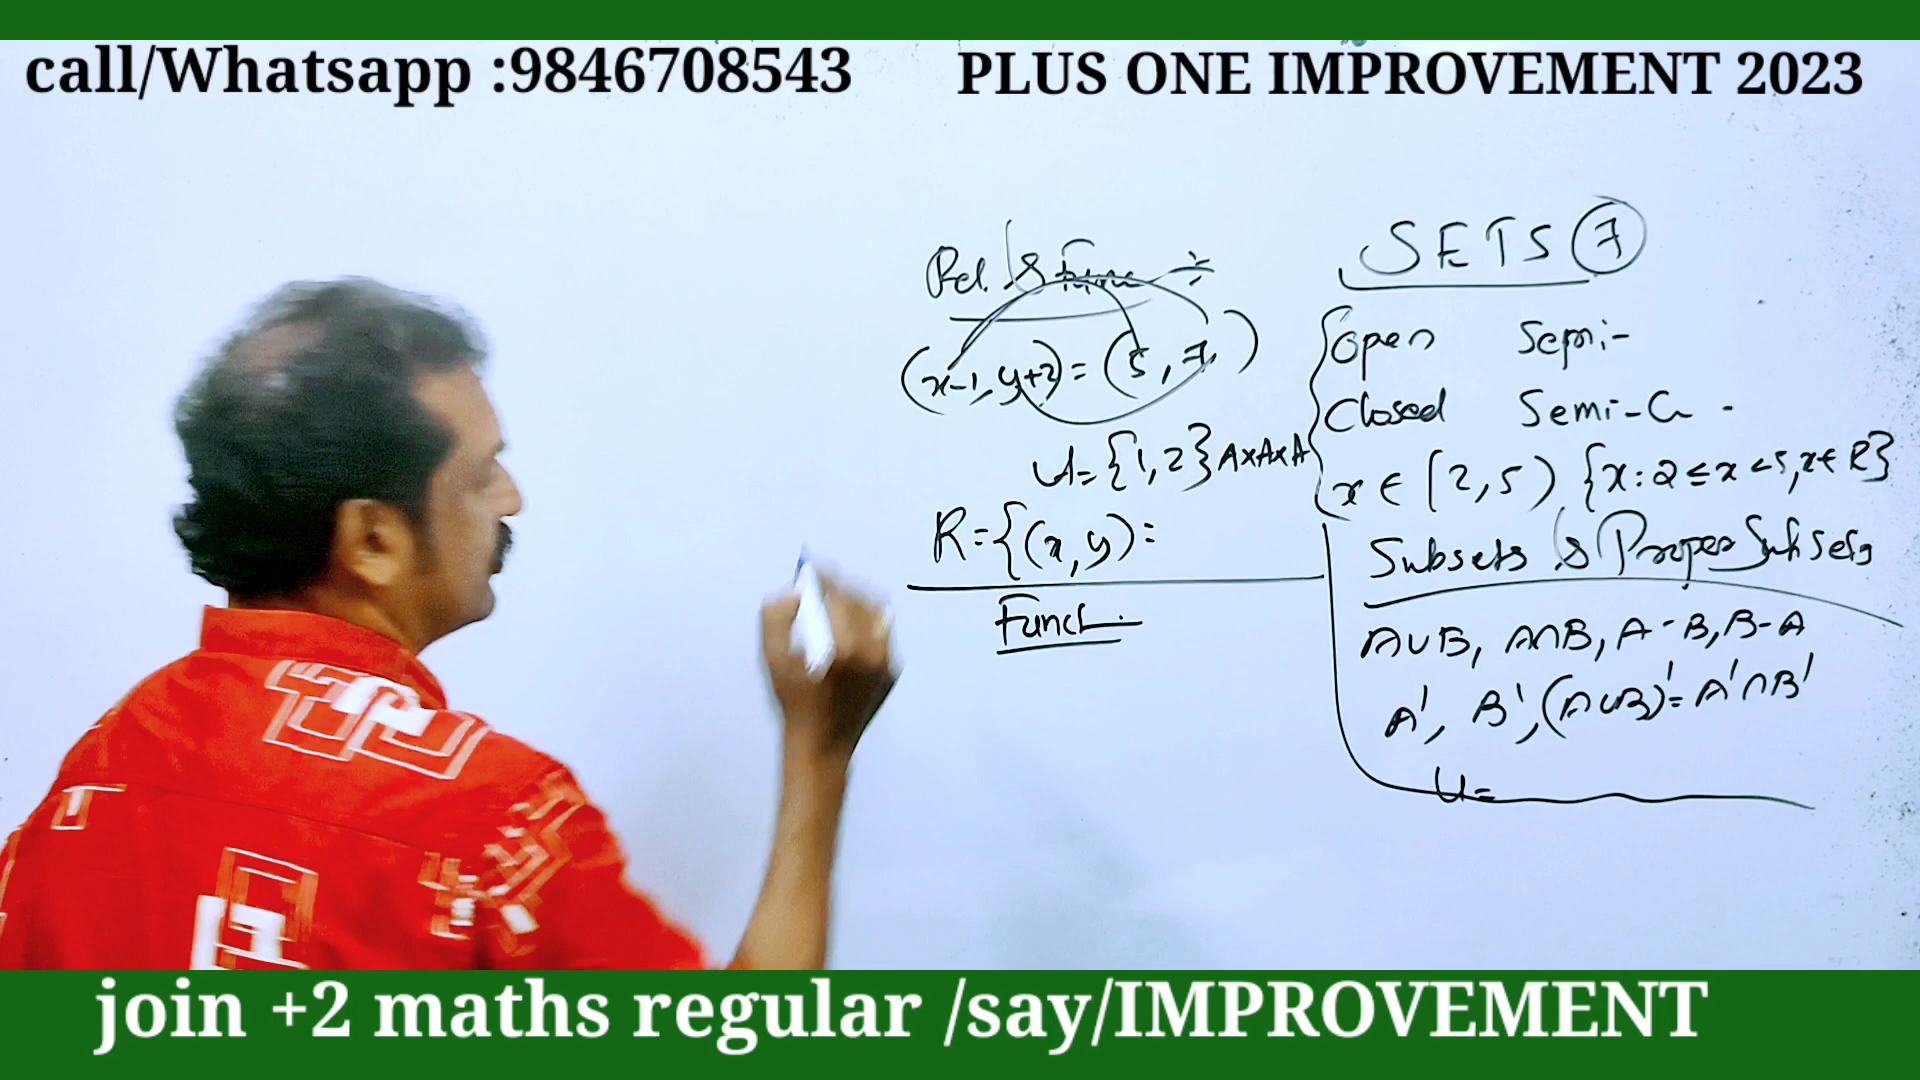 call/Whatsapp :9846708543
PLUS ONE IMPROVEMENT 2023
Rel. & Func
(x-1, y+2) = (5, 7)
A = {1, 2} A×A×A
R = {(x, y) :
Funct.
SETS 7
Open Semi-
Closed Semi-C -
x ∈ [2, 5) {x : 2 ≤ x < 5, x ∈ R}
Subsets & Proper Subsets
A∪B, A∩B, A-B, B-A
A', B', (A∪B)' = A'∩B'
U =
join +2 maths regular /say/IMPROVEMENT